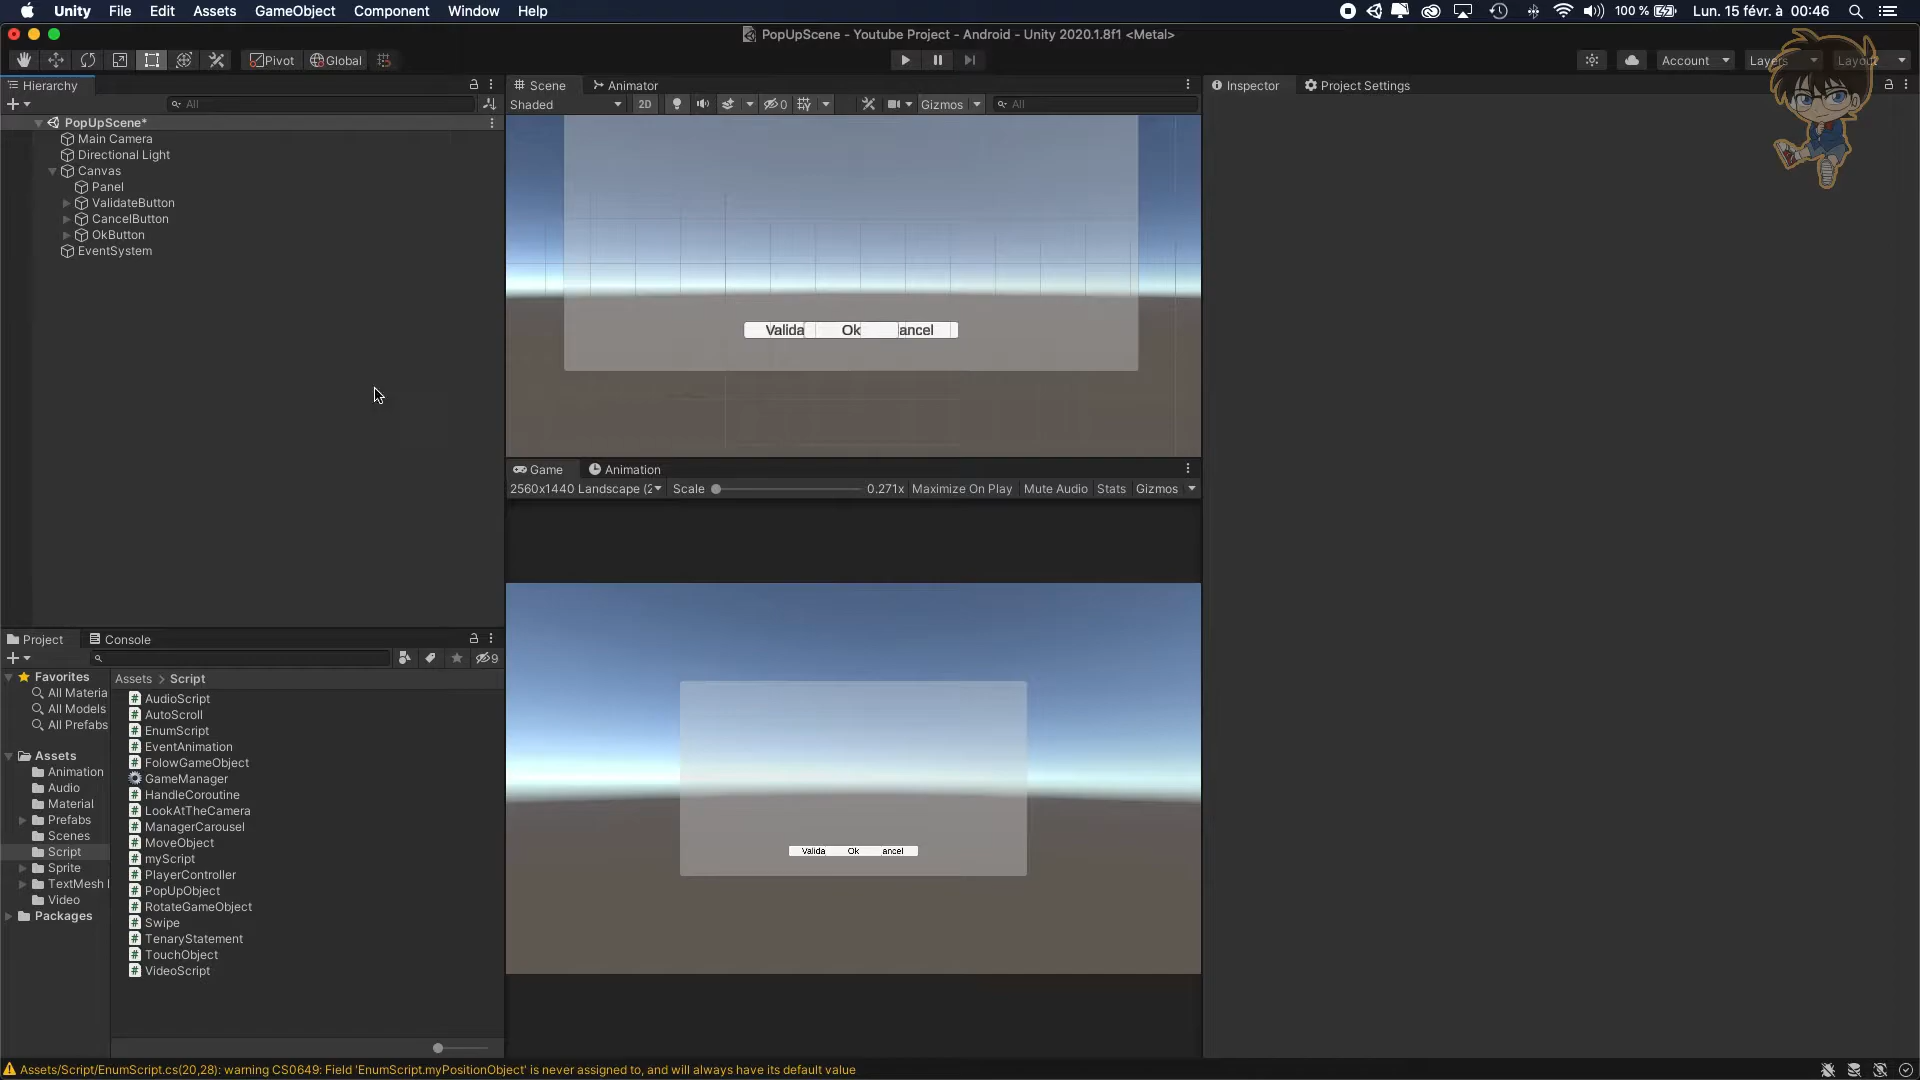 Unity File Edit Assets GameObject Component Window Help
100 % Lun. 15 févr. à 00:46
PopUpScene - Youtube Project - Android - Unity 2020.1.8f1 <Metal>
Pivot Global
Account Layers
Hierarchy
All
PopUpScene*
Main Camera
Directional Light
Canvas
Panel
ValidateButton
CancelButton
OkButton
EventSystem
Scene Animator
Shaded 2D 0 Gizmos All
Valida Ok ancel
Game Animation
2560x1440 Landscape (2 Scale 0.271x Maximize On Play Mute Audio Stats Gizmos
Valida Ok ancel
Inspector Project Settings
Project Console
9
Favorites
All Materia
All Models
All Prefabs
Assets
Animation
Audio
Material
Prefabs
Scenes
Script
Sprite
TextMesh
Video
Packages
Assets > Script
AudioScript
AutoScroll
EnumScript
EventAnimation
FolowGameObject
GameManager
HandleCoroutine
LookAtTheCamera
ManagerCarousel
MoveObject
myScript
PlayerController
PopUpObject
RotateGameObject
Swipe
TenaryStatement
TouchObject
VideoScript
Assets/Script/EnumScript.cs(20,28): warning CS0649: Field 'EnumScript.myPositionObject' is never assigned to, and will always have its default value